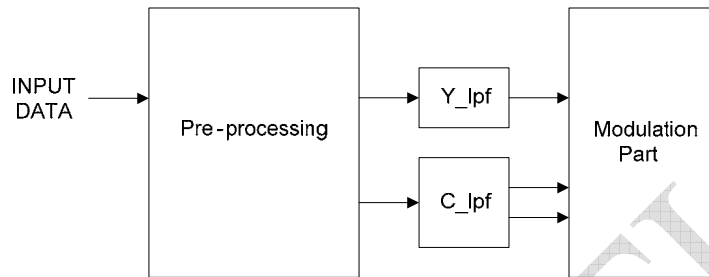 INPUT
DATA
Pre-processing
Y_lpf
C_lpf
Modulation
Part